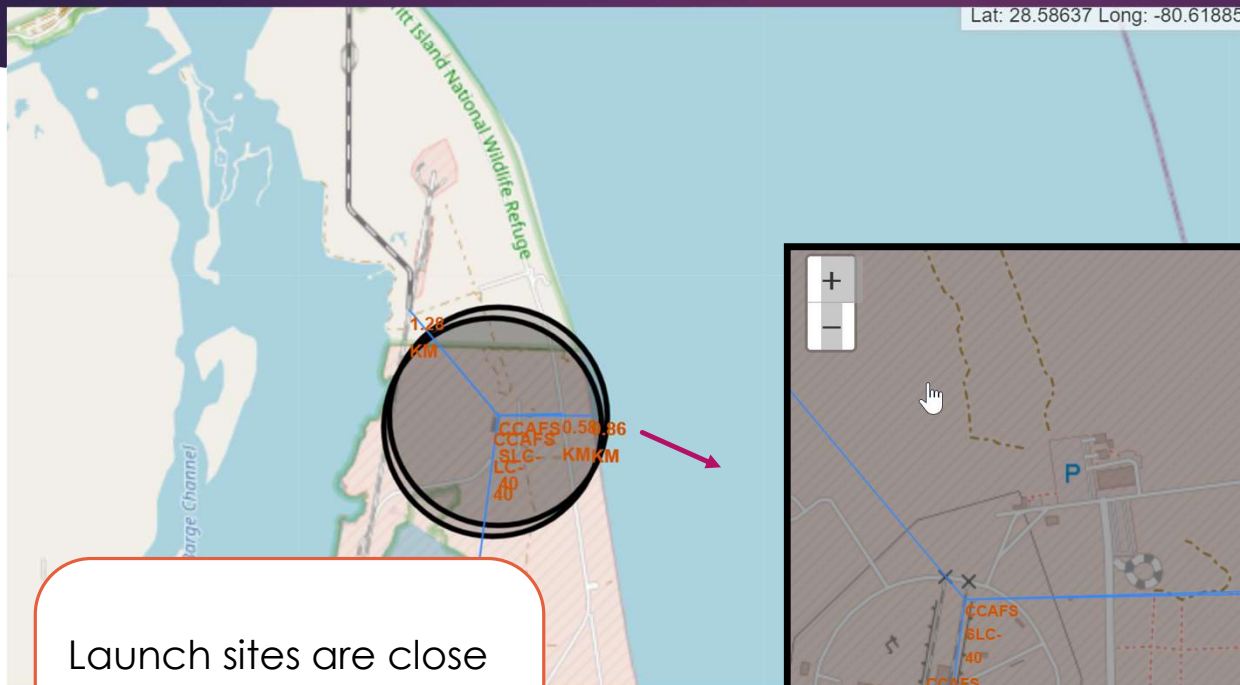 Lat: 28.58637 Long: -80.61885
itt Island National Wildlife Refuge
1.28
KM
CCAFS
SLC-
40
CCAFS
LC-
40
0.58
KM
0.86
KM
Barge Channel
Launch sites are close
+
−
P
CCAFS
SLC-
40
CCAFS